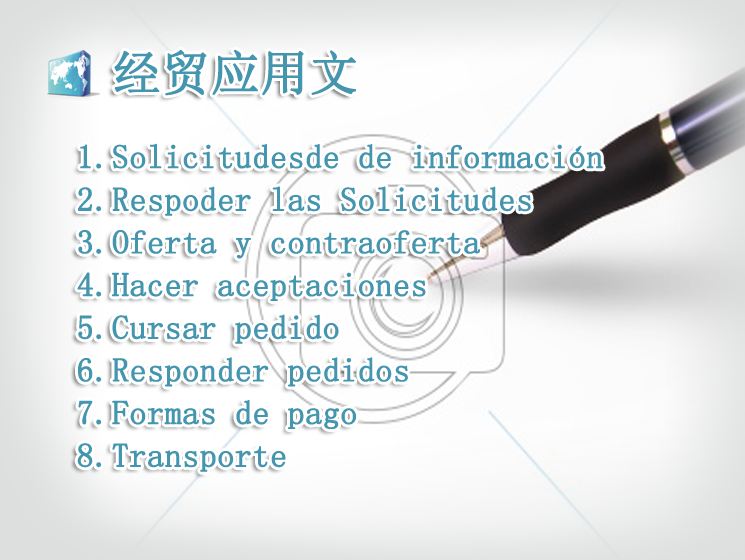 经贸应用文
1.Solicitudesde de información
2.Respoder las Solicitudes
3.Oferta y contraoferta
4.Hacer aceptaciones
5.Cursar pedido
6.Responder pedidos
7.Formas de pago
8.Transporte